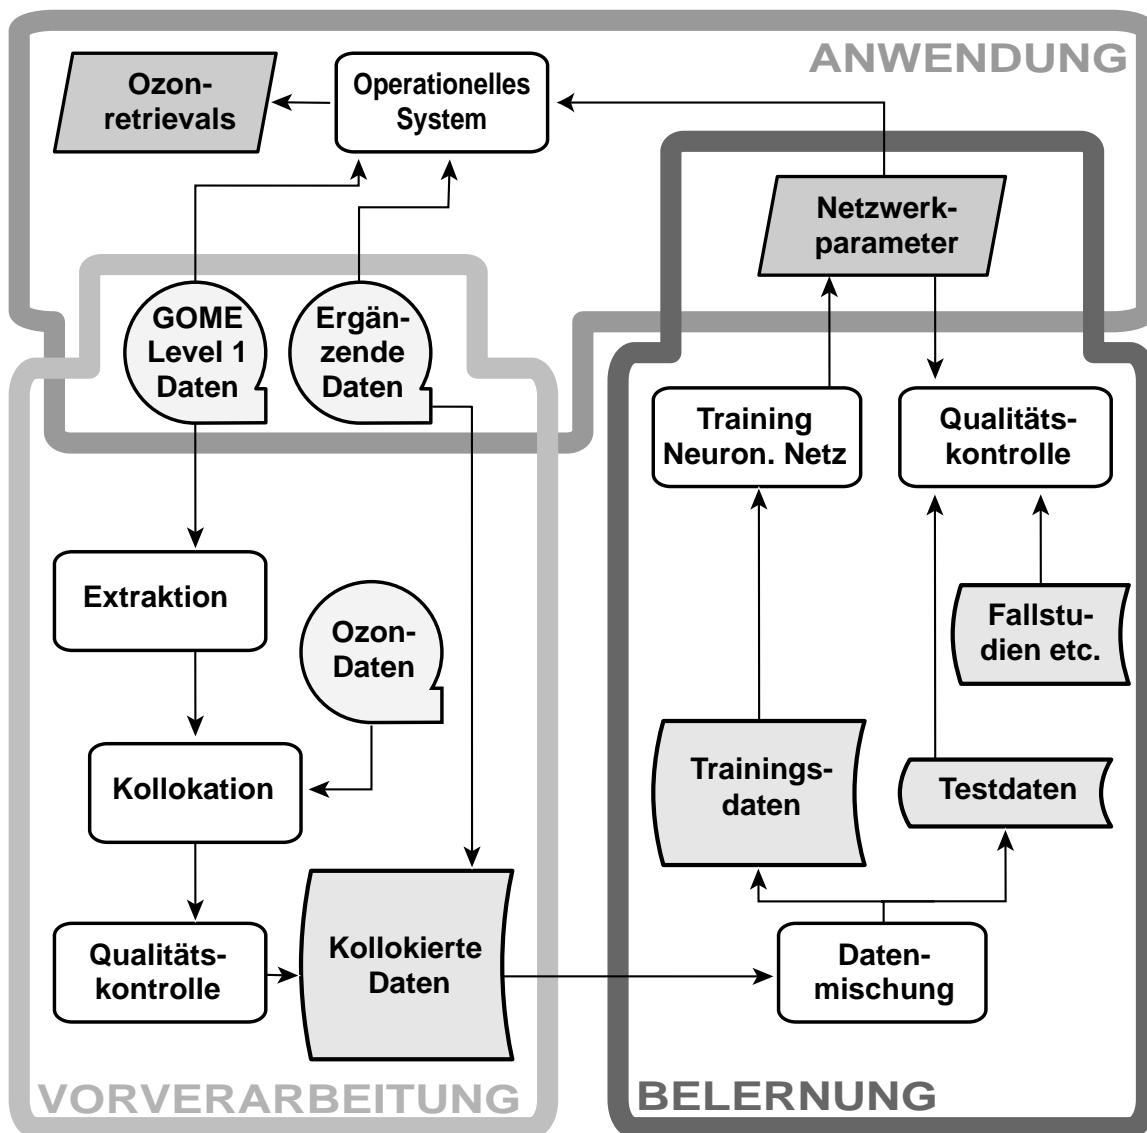 ANWENDUNG
Ozon-
retrievals
Operationelles
System
Netzwerk-
parameter
GOME
Level 1
Daten
Ergän-
zende
Daten
Training
Neuron. Netz
Qualitäts-
kontrolle
Extraktion
Ozon-
Daten
Fallstu-
dien etc.
Kollokation
Trainings-
daten
Testdaten
Qualitäts-
kontrolle
Kollokierte
Daten
Daten-
mischung
VORVERARBEITUNG
BELERNUNG